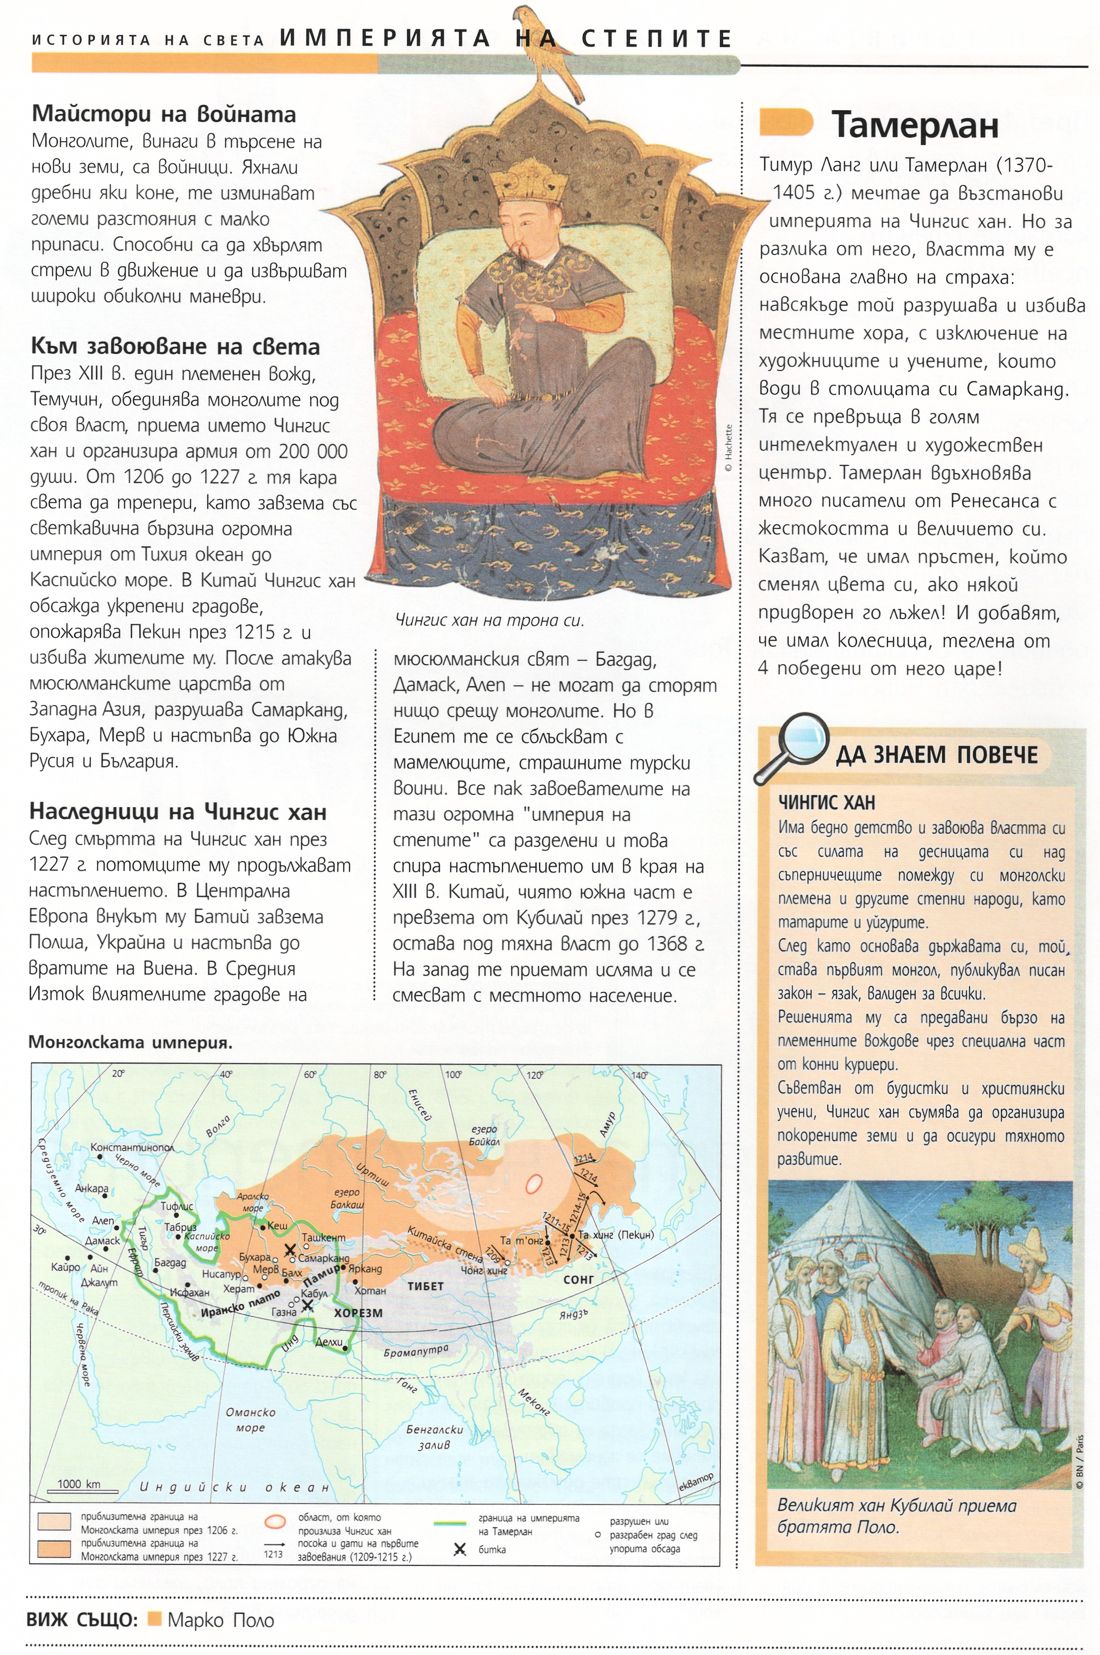 ИСТОРИЯТА НА СВЕТА ИМПЕРИЯТА НА СТЕПИТЕ
Майстори на войната
Монголите, винаги в търсене на
нови земи, са войници. Яхнали
дребни яки коне, те изминават
големи разстояния с малко
припаси. Способни са да хвърлят
стрели в движение и да извършват
широки обиколни маневри.
Към завоюване на света
През XIII в. един племенен вожд,
Темучин, обединява монголите под
своя власт, приема името Чингис
хан и организира армия от 200 000
души. От 1206 до 1227 г. тя кара
света да трепери, като завзема със
светкавична бързина огромна
империя от Тихия океан до
Каспийско море. В Китай Чингис хан
обсажда укрепени градове,
опожарява Пекин през 1215 г. и
избива жителите му. После атакува
мюсюлманските царства от
Западна Азия, разрушава Самарканд,
Бухара, Мерв и настъпва до Южна
Русия и България.
Наследници на Чингис хан
След смъртта на Чингис хан през
1227 г. потомците му продължават
настъплението. В Централна
Европа внукът му Батий завзема
Полша, Украйна и настъпва до
вратите на Виена. В Средния
Изток влиятелните градове на
© Hachette
Чингис хан на трона си.
мюсюлманския свят – Багдад,
Дамаск, Алеп – не могат да сторят
нищо срещу монголите. Но в
Египет те се сблъскват с
мамелюците, страшните турски
воини. Все пак завоевателите на
тази огромна "империя на
степите" са разделени и това
спира настъплението им в края на
XIII в. Китай, чиято южна част е
превзета от Кубилай през 1279 г.,
остава под тяхна власт до 1368 г.
На запад те приемат исляма и се
смесват с местното население.
Тамерлан
Тимур Ланг или Тамерлан (1370-
1405 г.) мечтае да възстанови
империята на Чингис хан. Но за
разлика от него, властта му е
основана главно на страха:
навсякъде той разрушава и избива
местните хора, с изключение на
художниците и учените, които
води в столицата си Самарканд.
Тя се превръща в голям
интелектуален и художествен
център. Тамерлан вдъхновява
много писатели от Ренесанса с
жестокостта и величието си.
Казват, че имал пръстен, който
сменял цвета си, ако някой
придворен го лъжел! И добавят,
че имал колесница, теглена от
4 победени от него царе!
ДА ЗНАЕМ ПОВЕЧЕ
ЧИНГИС ХАН
Има бедно детство и завоюва властта си
със силата на десницата си над
съперничещите помежду си монголски
племена и другите степни народи, като
татарите и уйгурите.
След като основава държавата си, той,
става първият монгол, публикувал писан
закон – язак, валиден за всички.
Решенията му са предавани бързо на
племенните вождове чрез специална част
от конни куриери.
Съветван от будистки и християнски
учени, Чингис хан съумява да организира
покорените земи и да осигури тяхното
развитие.
© BN / Paris
Великият хан Кубилай приема
братята Поло.
Монголската империя.
20°
40°
60°
80°
100°
120°
140°
30°
Волга
Енисей
езеро
Байкал
Амур
Константинопол
Черно море
Средиземно море
Анкара
Иртиш
езеро
Балкаш
Аралско
море
1214
1214
1214-15
1211-15
Тифлис
Алеп
Табриз
Каспийско
море
Кеш
Ташкент
Китайска стена
1209
Та т'онг
1213
1213
1213
Та хинг (Пекин)
Дамаск
Тигър
Ефрат
Кайро
Айн
Джалут
Багдад
Бухара
Самарканд
Мерв
Нисапур
Балх
Памир
Ярканд
Чонг хинг
СОНГ
ТИБЕТ
Исфахан
Херат
Иранско плато
Кабул
Газна
Хотан
ХОРЕЗМ
тропик на Рака
Червено море
Персийски залив
Инд
Делхи
Брамапутра
Яндзъ
Ганг
Меконг
Оманско
море
Бенгалски
залив
Индийски океан
екватор
1000 km
приблизителна граница на
Монголската империя през 1206 г.
приблизителна граница на
Монголската империя през 1227 г.
област, от която
произлиза Чингис хан
1213
посока и дати на първите
завоевания (1209-1215 г.)
граница на империята
на Тамерлан
битка
разрушен или
разграбен град след
упорита обсада
ВИЖ СЪЩО: Марко Поло